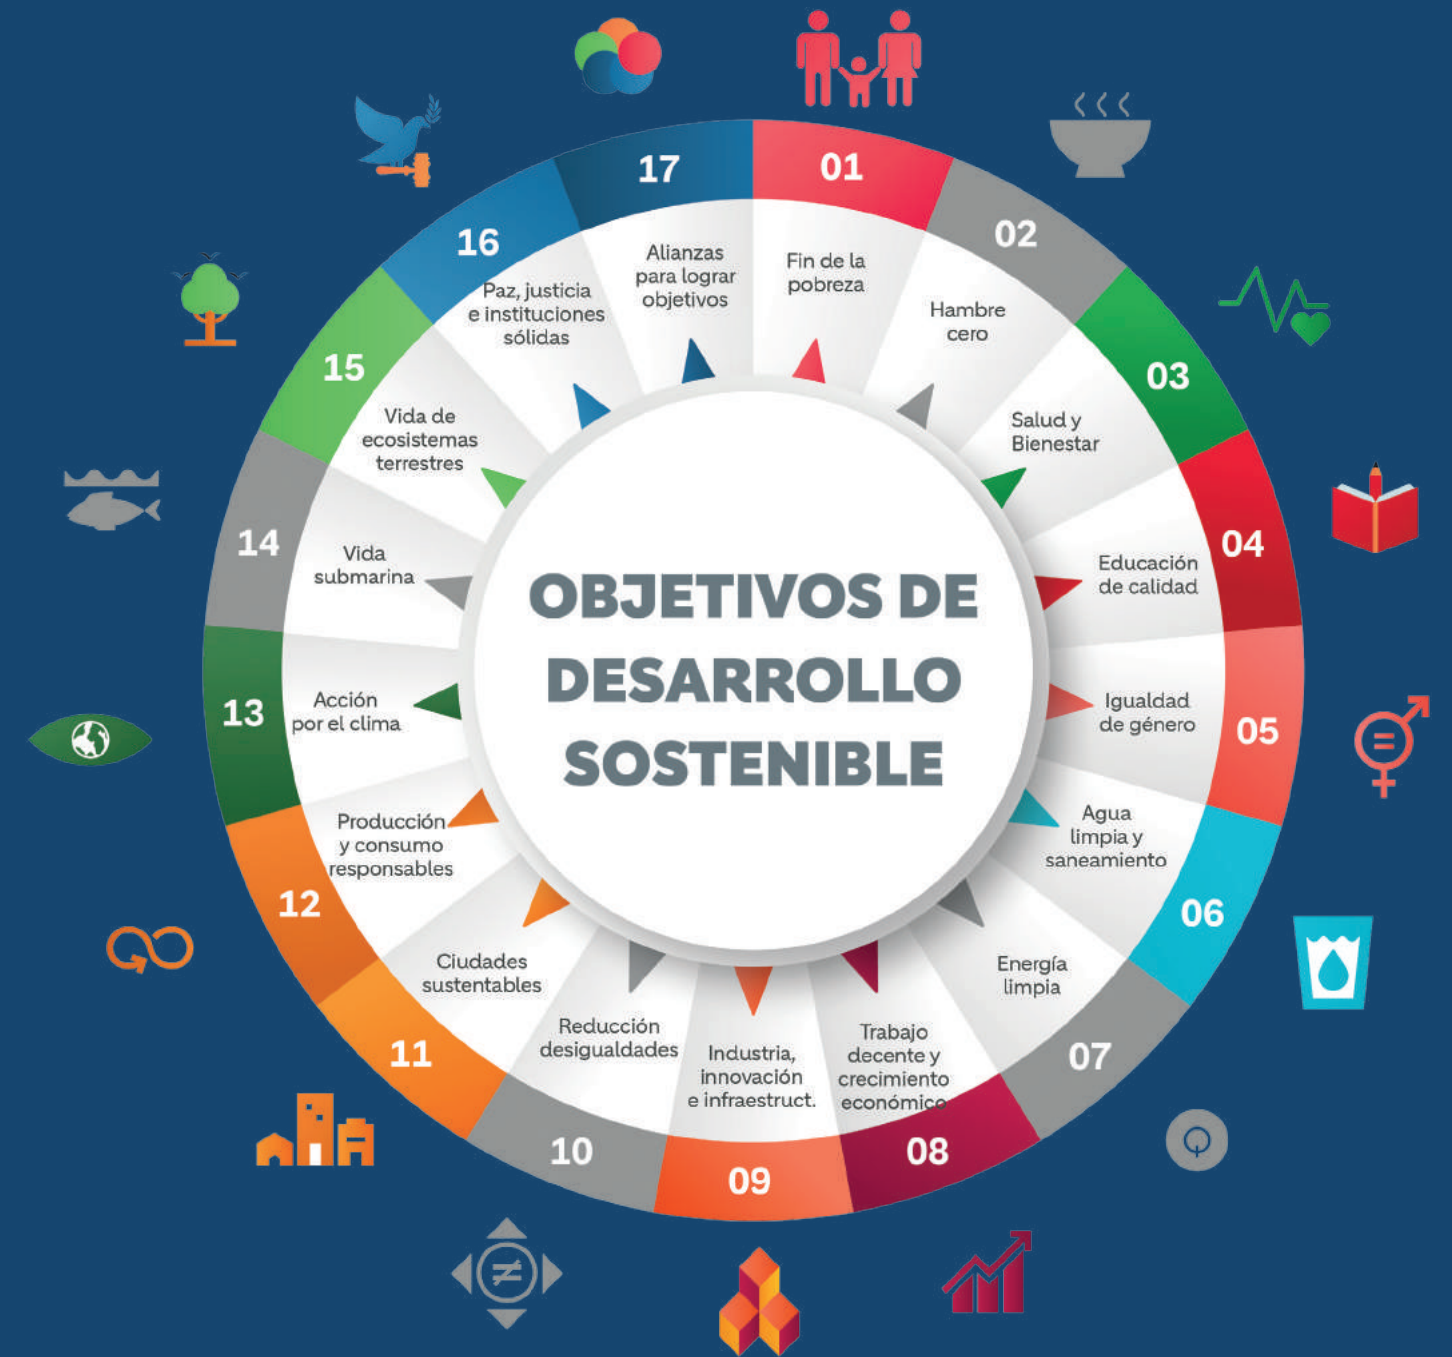 OBJETIVOS DE
DESARROLLO
SOSTENIBLE
01
Fin de la
pobreza
02
Hambre
cero
03
Salud y
Bienestar
04
Educación
de calidad
05
Igualdad
de género
06
Agua
limpia y
saneamiento
07
Energía
limpia
08
Trabajo
decente y
crecimiento
económico
09
Industria,
innovación
e infraestruct.
10
Reducción
desigualdades
11
Ciudades
sustentables
12
Producción
y consumo
responsables
13
Acción
por el clima
14
Vida
submarina
15
Vida de
ecosistemas
terrestres
16
Paz, justicia
e instituciones
sólidas
17
Alianzas
para lograr
objetivos